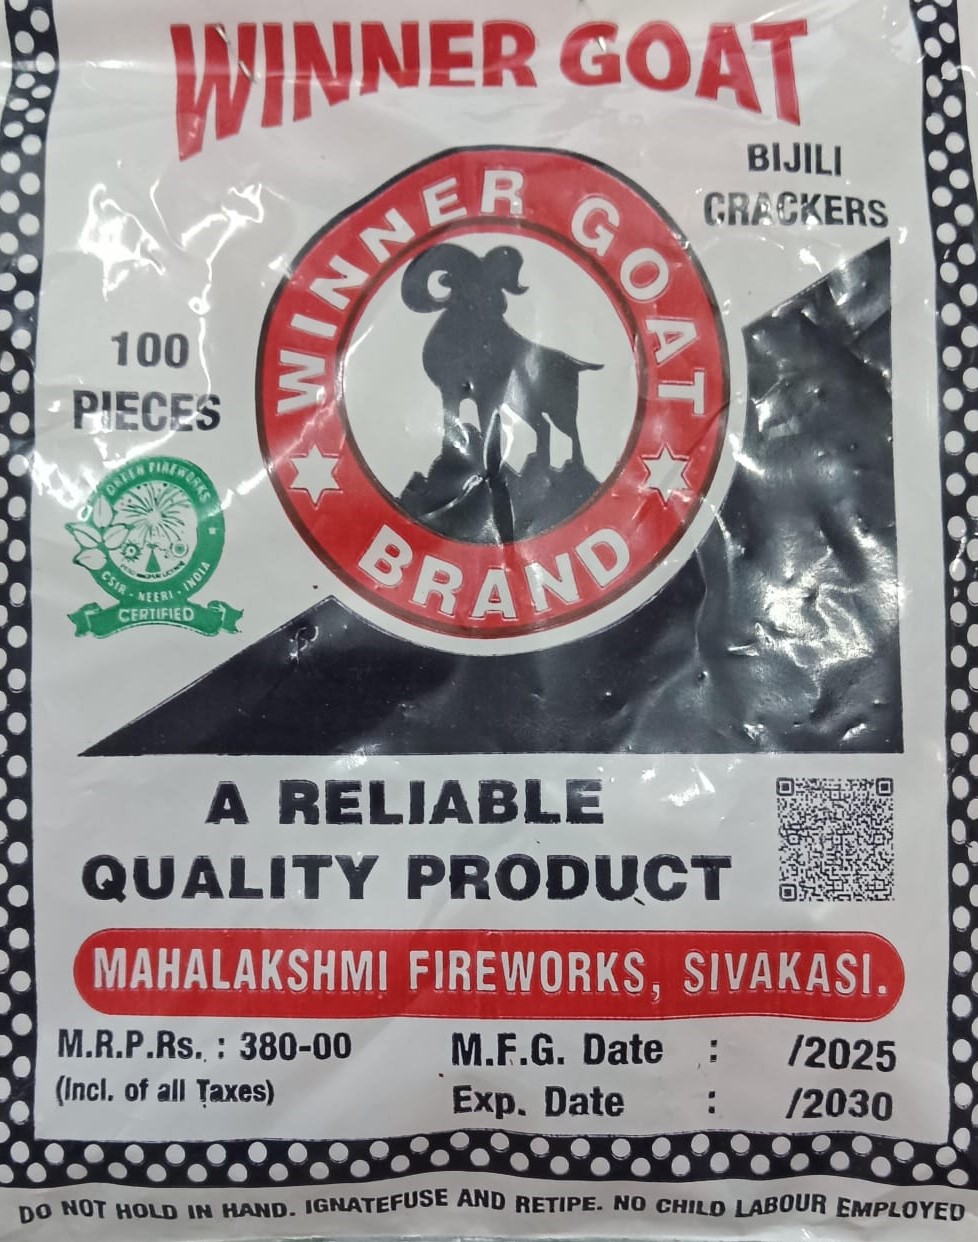 WINNER GOAT
BIJILI
CRACKERS
WINNER GOAT
BRAND
100
PIECES
GREEN FIREWORKS
CSIR - NEERI - INDIA
CERTIFIED
A RELIABLE
QUALITY PRODUCT
MAHALAKSHMI FIREWORKS, SIVAKASI.
M.R.P.Rs. : 380-00
(Incl. of all Taxes)
M.F.G. Date : /2025
Exp. Date : /2030
DO NOT HOLD IN HAND. IGNATEFUSE AND RETIPE. NO CHILD LABOUR EMPLOYED